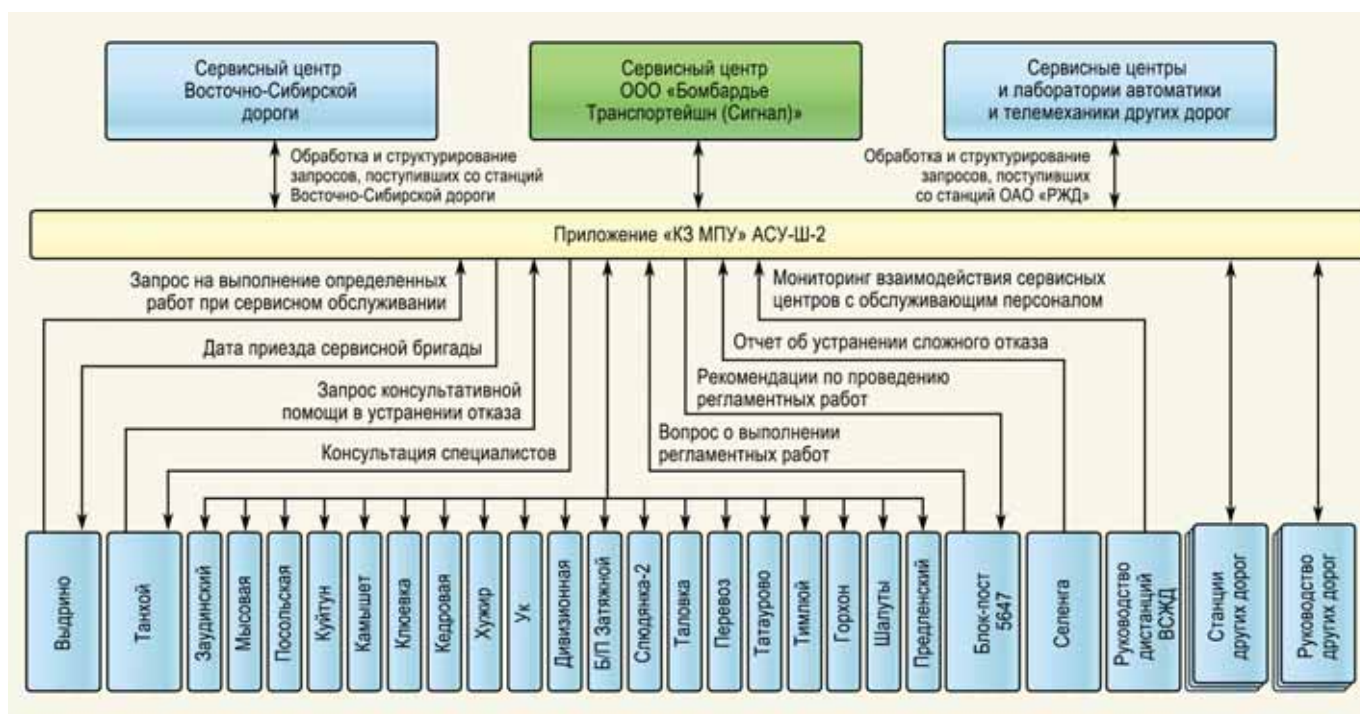 Сервисный центр
Восточно-Сибирской
дороги
Сервисный центр
ООО «Бомбардье
Транспортейшн (Сигнал)»
Сервисные центры
и лаборатории автоматики
и телемеханики других дорог
Обработка и структурирование
запросов, поступивших со станций
Восточно-Сибирской дороги
Обработка и структурирование
запросов, поступивших
со станций ОАО «РЖД»
Приложение «КЗ МПУ» АСУ-Ш-2
Запрос на выполнение определенных
работ при сервисном обслуживании
Мониторинг взаимодействия сервисных
центров с обслуживающим персоналом
Дата приезда сервисной бригады
Отчет об устранении сложного отказа
Запрос консультативной
помощи в устранении отказа
Рекомендации по проведению
регламентных работ
Консультация специалистов
Вопрос о выполнении
регламентных работ
Выдрино
Танхой
Заудинский
Мысовая
Посольская
Куйтун
Камышет
Клюевка
Кедровая
Хужир
Ук
Дивизионная
Б/П Затяжной
Слюдянка-2
Таловка
Перевоз
Татаурово
Тимлюй
Горхон
Шалуты
Предленский
Блок-пост
5647
Селенга
Руководство
дистанций
ВСЖД
Станции
других дорог
Руководство
других дорог